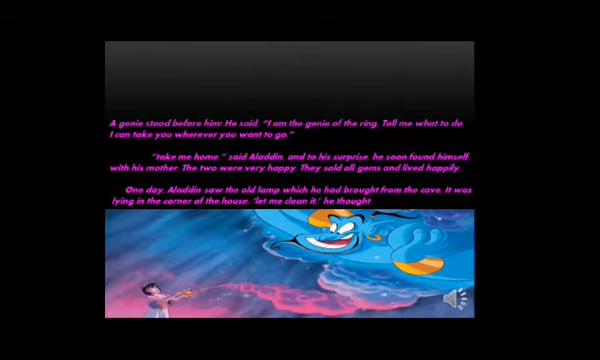 A genie stood before him! He said, "I am the genie of the ring. Tell me what to do.
I can take you wherever you want to go."
"take me home," said Aladdin, and to his surprise, he soon found himself
with his mother. The two were very happy. They sold all gems and lived happily.
One day, Aladdin saw the old lamp which he had brought from the cave. It was
lying in the corner of the house. 'let me clean it,' he thought